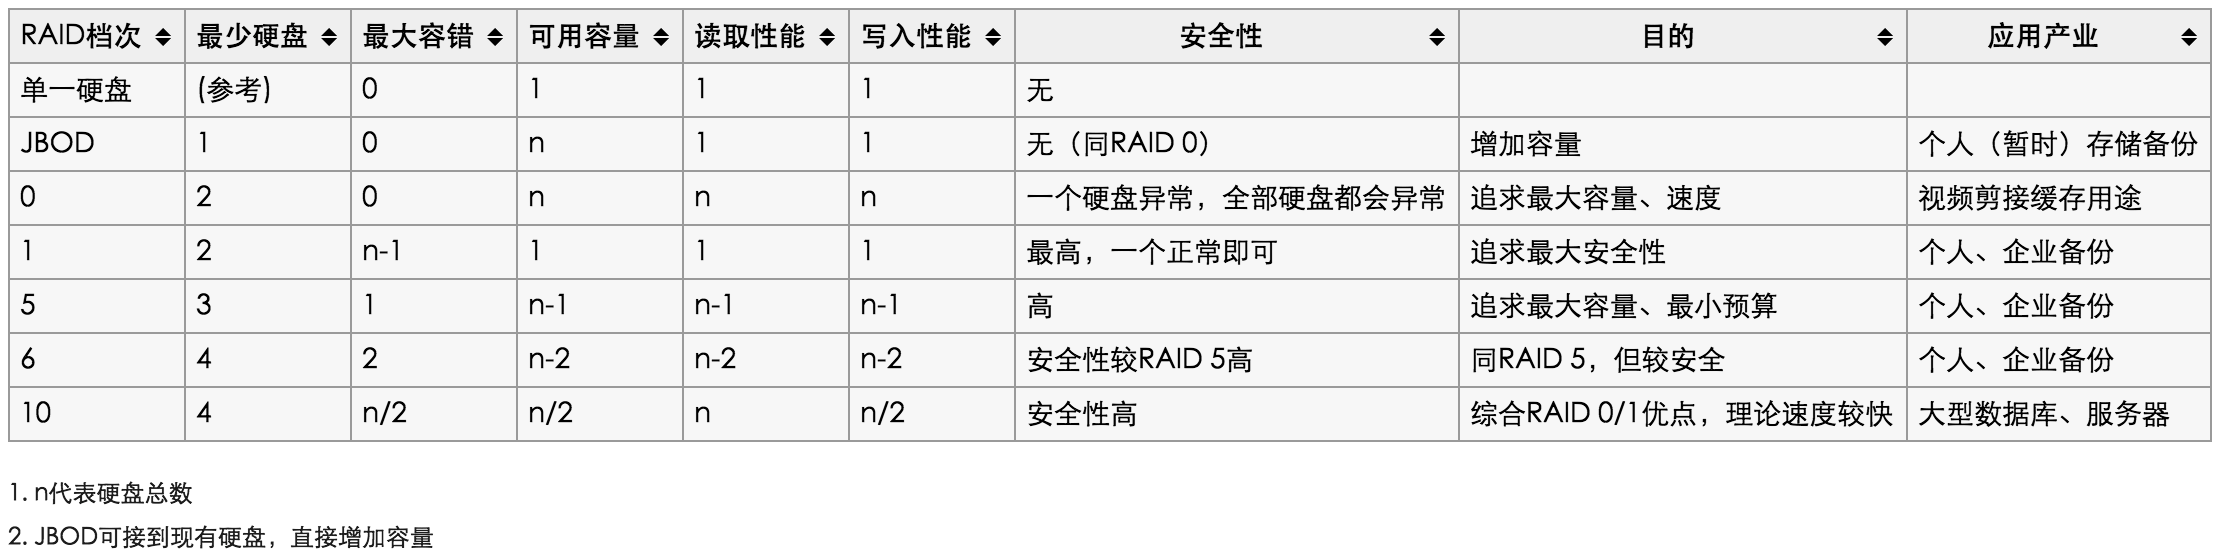 RAID档次 最少硬盘 最大容错 可用容量 读取性能 写入性能 安全性 目的 应用产业
单一硬盘 (参考) 0 1 1 1 无
JBOD 1 0 n 1 1 无（同RAID 0） 增加容量 个人（暂时）存储备份
0 2 0 n n n 一个硬盘异常，全部硬盘都会异常 追求最大容量、速度 视频剪接缓存用途
1 2 n-1 1 1 1 最高，一个正常即可 追求最大安全性 个人、企业备份
5 3 1 n-1 n-1 n-1 高 追求最大容量、最小预算 个人、企业备份
6 4 2 n-2 n-2 n-2 安全性较RAID 5高 同RAID 5，但较安全 个人、企业备份
10 4 n/2 n/2 n n/2 安全性高 综合RAID 0/1优点，理论速度较快 大型数据库、服务器
1. n代表硬盘总数
2. JBOD可接到现有硬盘，直接增加容量